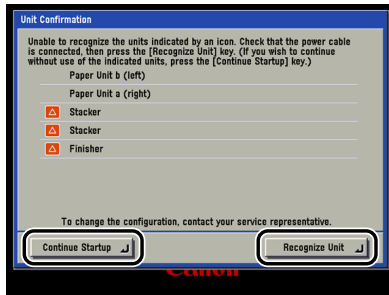 Unit Confirmation
Unable to recognize the units indicated by an icon. Check that the power cable
is connected, then press the [Recognize Unit] key. (If you wish to continue
without use of the indicated units, press the [Continue Startup] key.)
Paper Unit b (left)
Paper Unit a (right)
Stacker
Stacker
Finisher
To change the configuration, contact your service representative.
Continue Startup
Recognize Unit
Canon